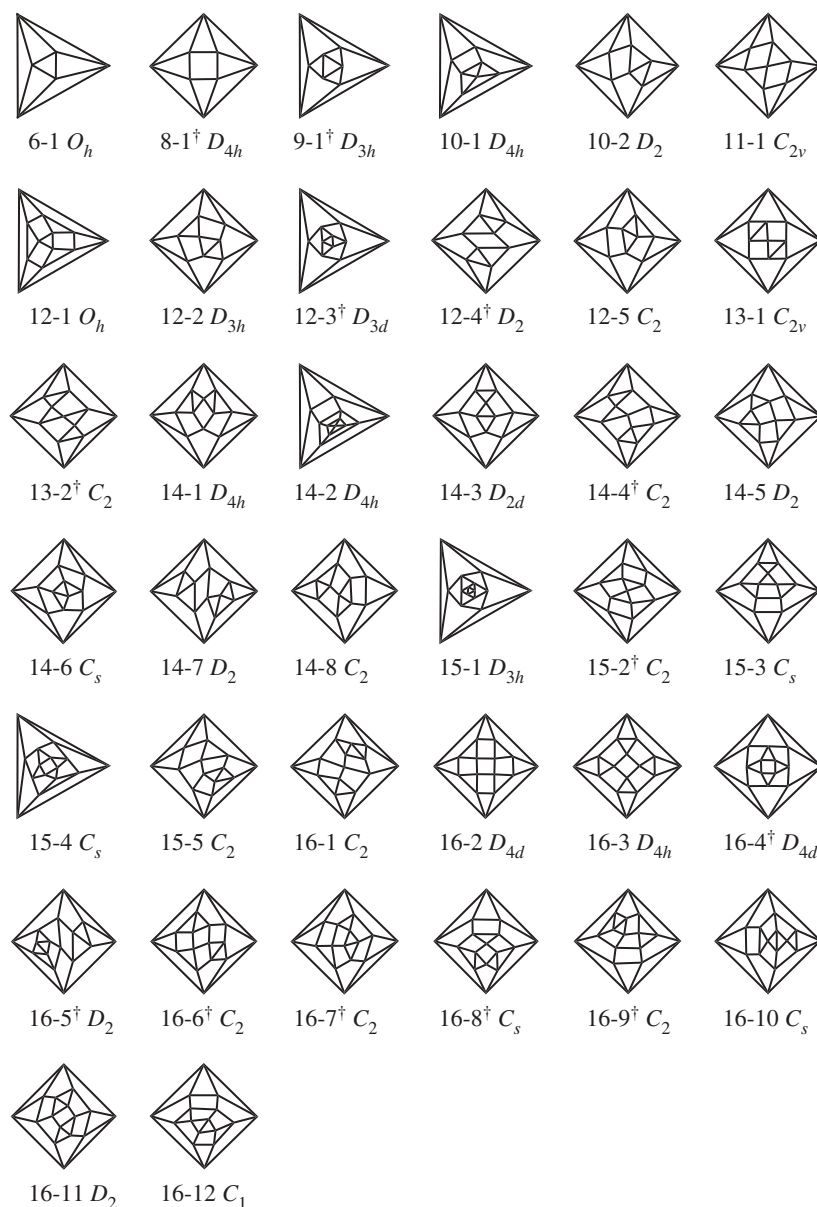 6-1 O_h 8-1† D_4h 9-1† D_3h 10-1 D_4h 10-2 D_2 11-1 C_2v
12-1 O_h 12-2 D_3h 12-3† D_3d 12-4† D_2 12-5 C_2 13-1 C_2v
13-2† C_2 14-1 D_4h 14-2 D_4h 14-3 D_2d 14-4† C_2 14-5 D_2
14-6 C_s 14-7 D_2 14-8 C_2 15-1 D_3h 15-2† C_2 15-3 C_s
15-4 C_s 15-5 C_2 16-1 C_2 16-2 D_4d 16-3 D_4h 16-4† D_4d
16-5† D_2 16-6† C_2 16-7† C_2 16-8† C_s 16-9† C_2 16-10 C_s
16-11 D_2 16-12 C_1